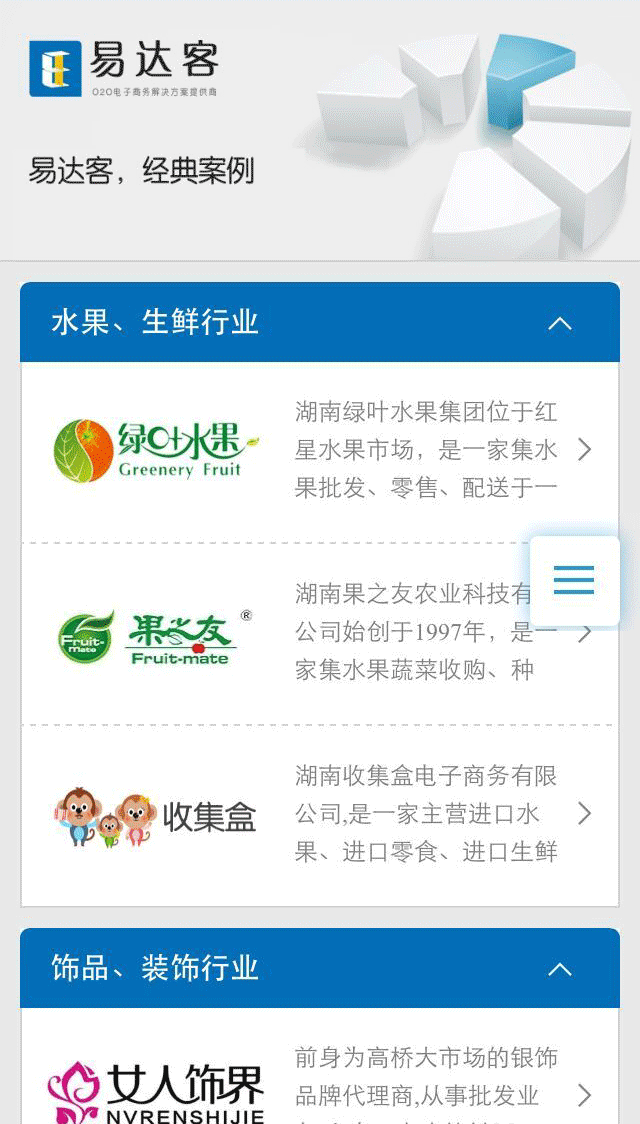 易达客
O2O电子商务解决方案提供商
易达客，经典案例
水果、生鲜行业
绿叶水果
Greenery Fruit
湖南绿叶水果集团位于红
星水果市场，是一家集水
果批发、零售、配送于一
Fruit-
Mate
果之友®
Fruit-mate
湖南果之友农业科技有
公司始创于1997年，是一
家集水果蔬菜收购、种
收集盒
湖南收集盒电子商务有限
公司,是一家主营进口水
果、进口零食、进口生鲜
饰品、装饰行业
女人饰界
NVRENSHIJIE
前身为高桥大市场的银饰
品牌代理商,从事批发业